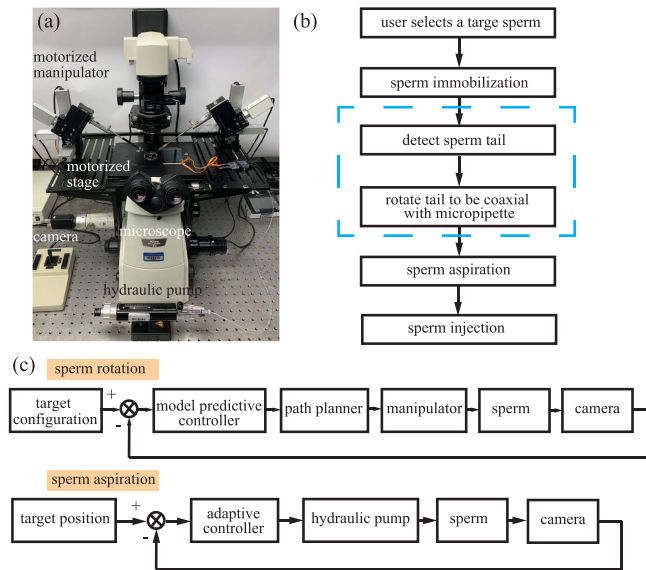 (a)
motorized
manipulator
motorized
stage
camera
microscope
hydraulic pump
(b)
user selects a targe sperm
sperm immobilization
detect sperm tail
rotate tail to be coaxial
with micropipette
sperm aspiration
sperm injection
(c)
sperm rotation
target
configuration
+
-
model predictive
controller
path planner
manipulator
sperm
camera
sperm aspiration
target position
+
-
adaptive
controller
hydraulic pump
sperm
camera